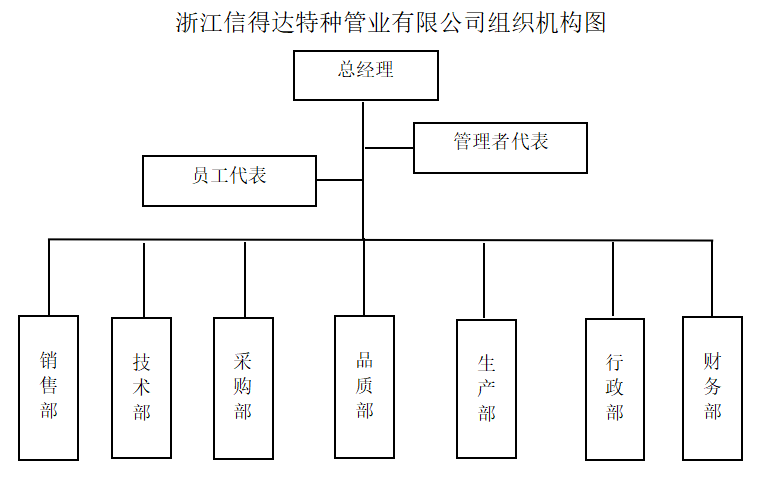 浙江信得达特种管业有限公司组织机构图
总经理
管理者代表
员工代表
销售部
技术部
采购部
品质部
生产部
行政部
财务部